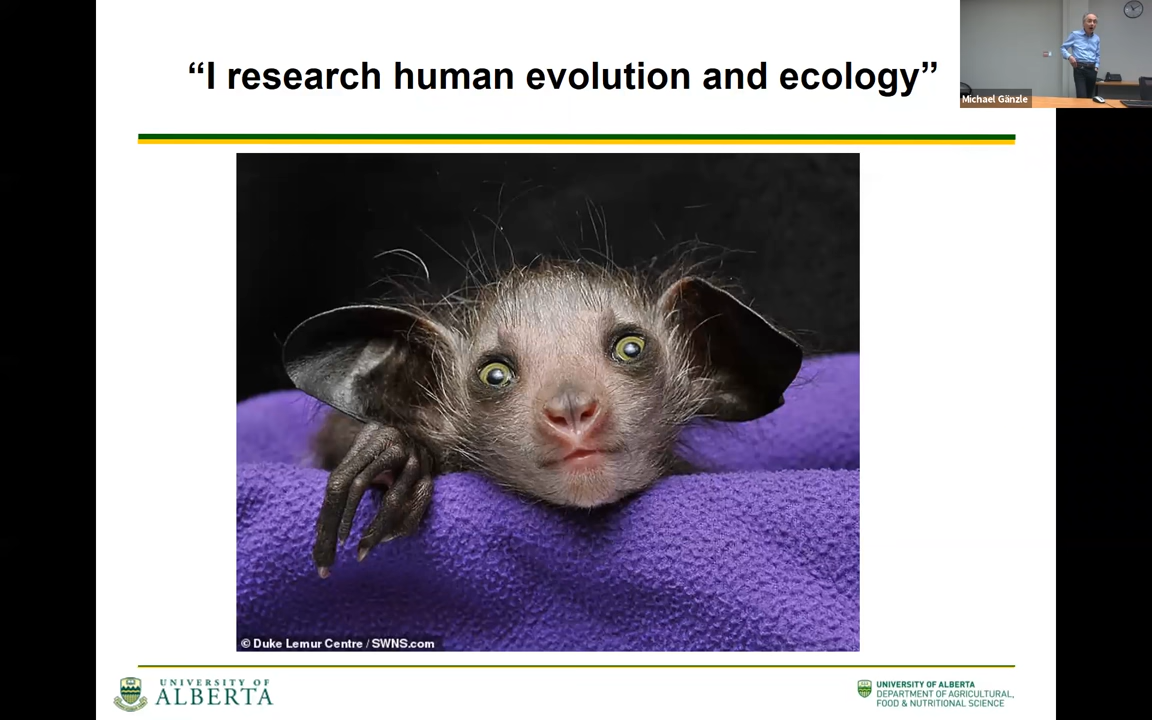 “I research human evolution and ecology”
Michael Gänzle
© Duke Lemur Centre / SWNS.com
UNIVERSITY OF
ALBERTA
UNIVERSITY OF ALBERTA
DEPARTMENT OF AGRICULTURAL,
FOOD & NUTRITIONAL SCIENCE